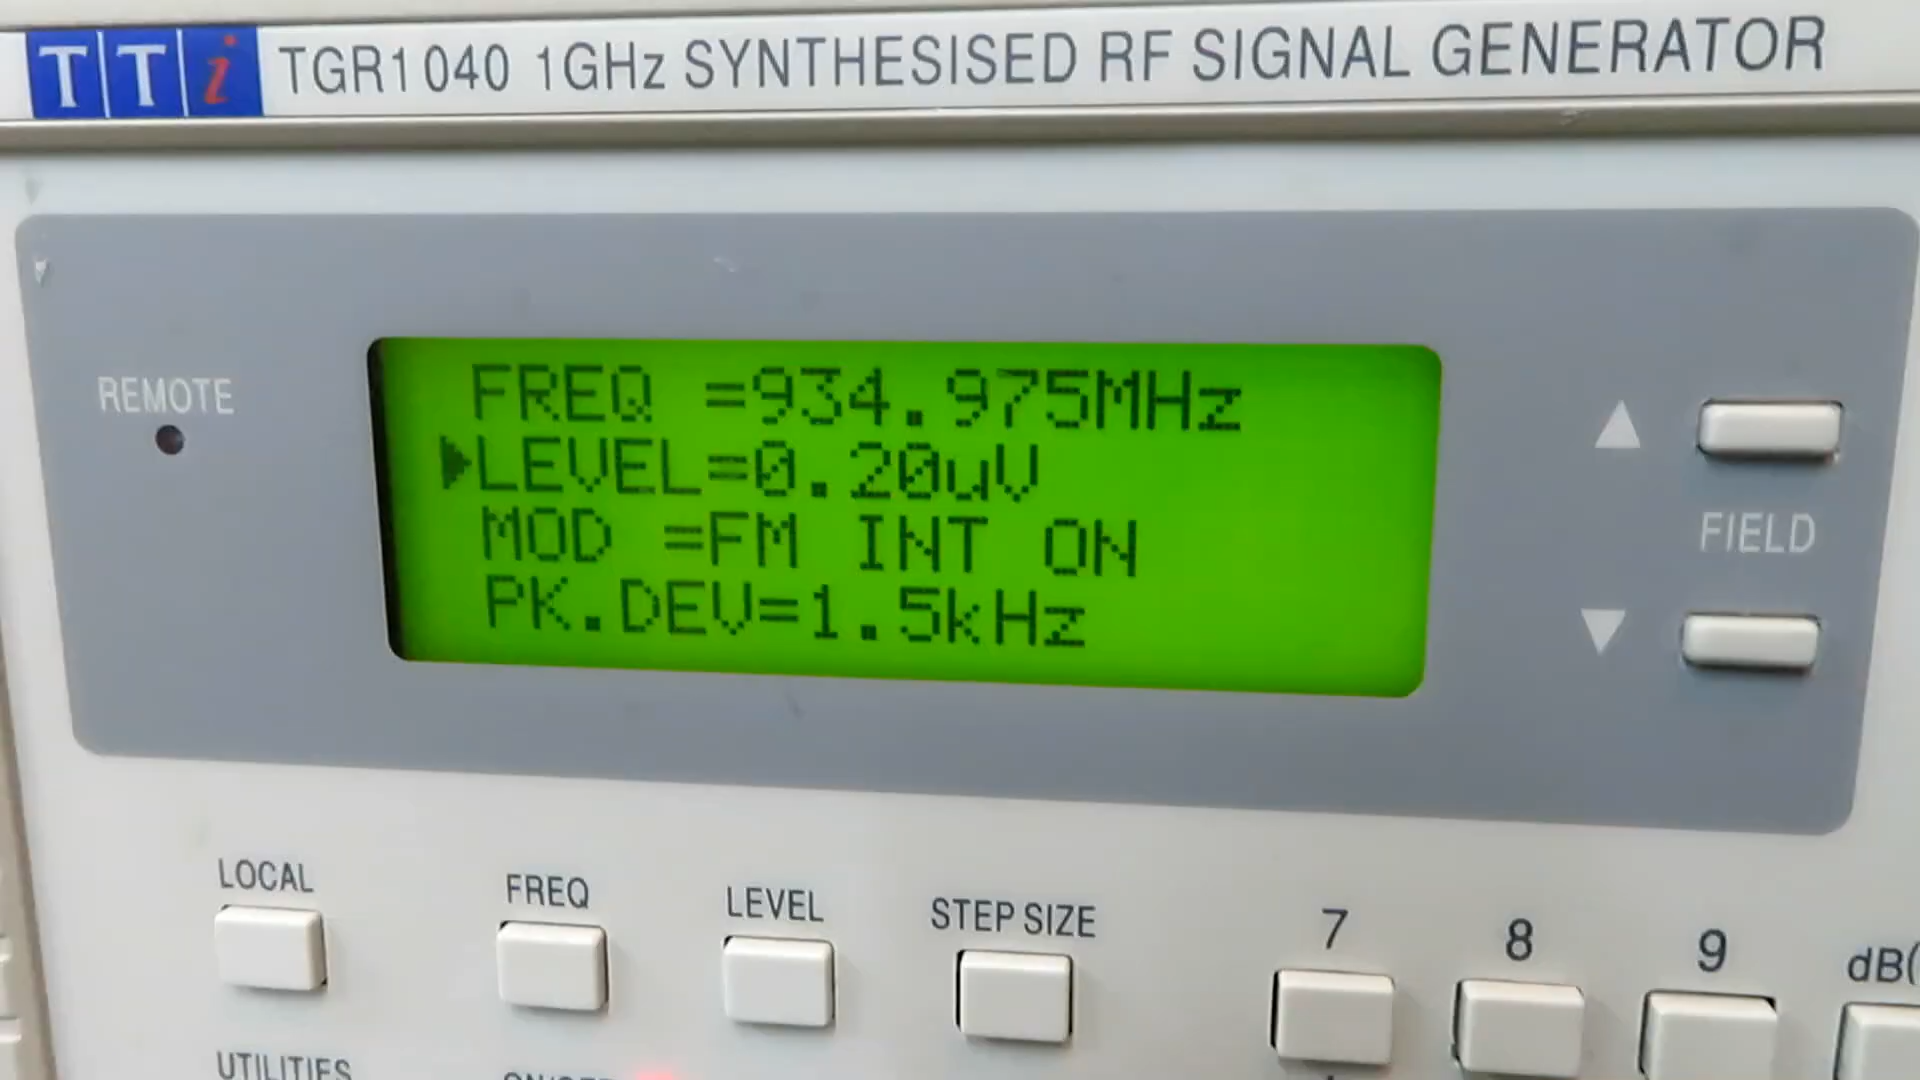 TTi TGR1040 1GHz SYNTHESISED RF SIGNAL GENERATOR
REMOTE
FREQ =934.975MHz
LEVEL=0.20uV
MOD =FM INT ON
PK.DEV=1.5kHz
FIELD
LOCAL
FREQ
LEVEL
STEP SIZE
7
8
9
dB(
UTILITIES